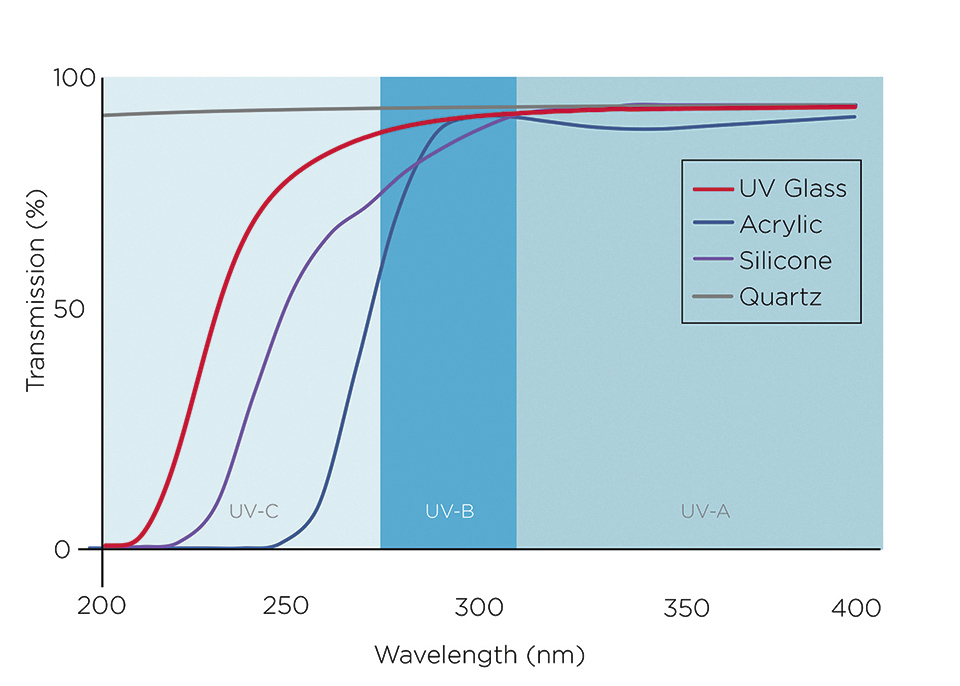 100
50
0
Transmission (%)
UV Glass
Acrylic
Silicone
Quartz
UV-C
UV-B
UV-A
200
250
300
350
400
Wavelength (nm)